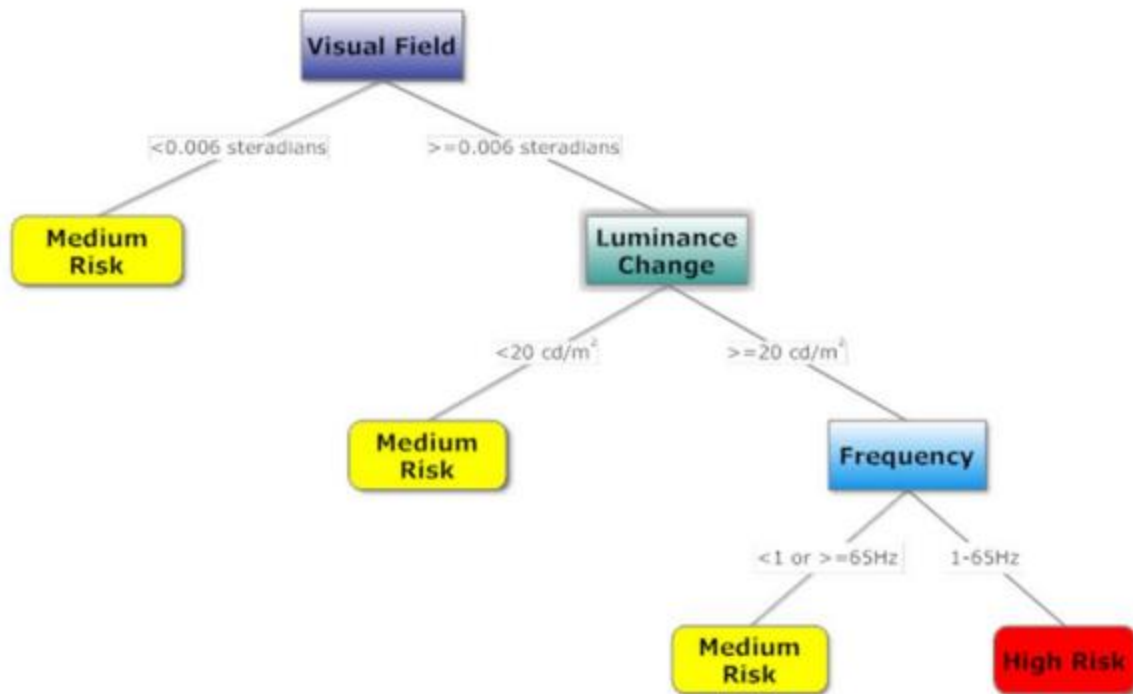 Visual Field
<0.006 steradians
>=0.006 steradians
Medium
Risk
Luminance
Change
<20 cd/m²
>=20 cd/m²
Medium
Risk
Frequency
<1 or >=65Hz
1-65Hz
Medium
Risk
High Risk